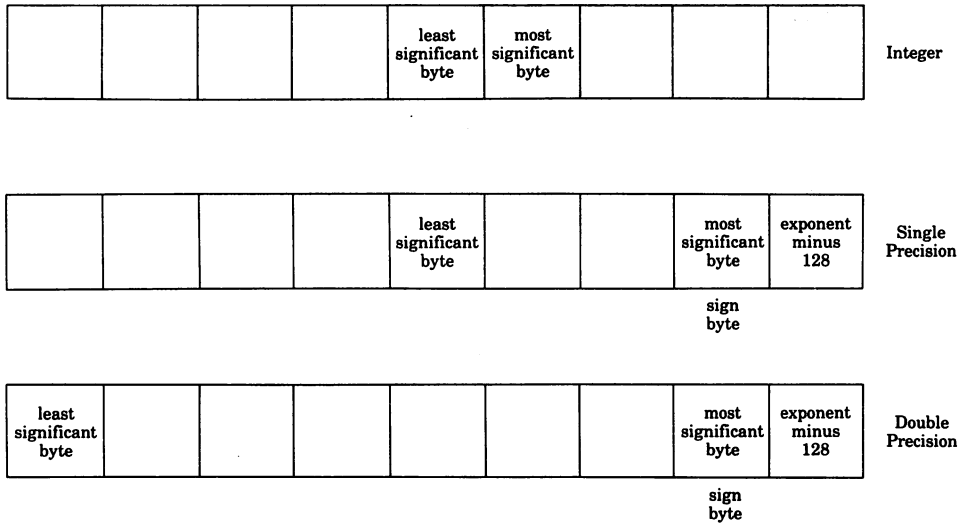 least
significant
byte
most
significant
byte
Integer
least
significant
byte
most
significant
byte
exponent
minus
128
Single
Precision
sign
byte
least
significant
byte
most
significant
byte
exponent
minus
128
Double
Precision
sign
byte